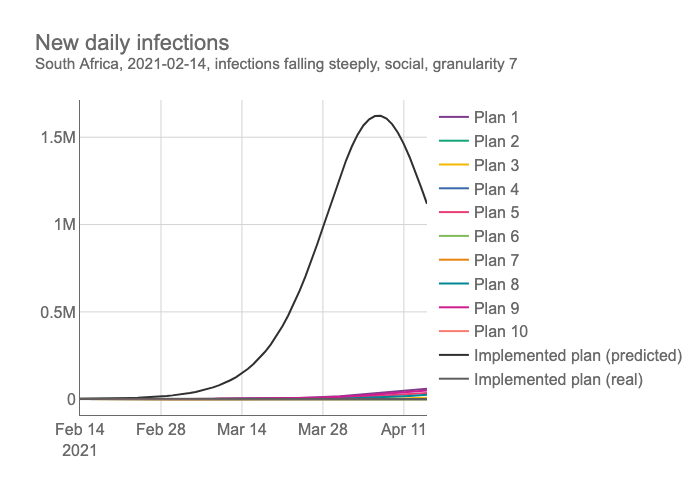 New daily infections
South Africa, 2021-02-14, infections falling steeply, social, granularity 7
1.5M
1M
0.5M
0
Feb 14
2021
Feb 28
Mar 14
Mar 28
Apr 11
Plan 1
Plan 2
Plan 3
Plan 4
Plan 5
Plan 6
Plan 7
Plan 8
Plan 9
Plan 10
Implemented plan (predicted)
Implemented plan (real)